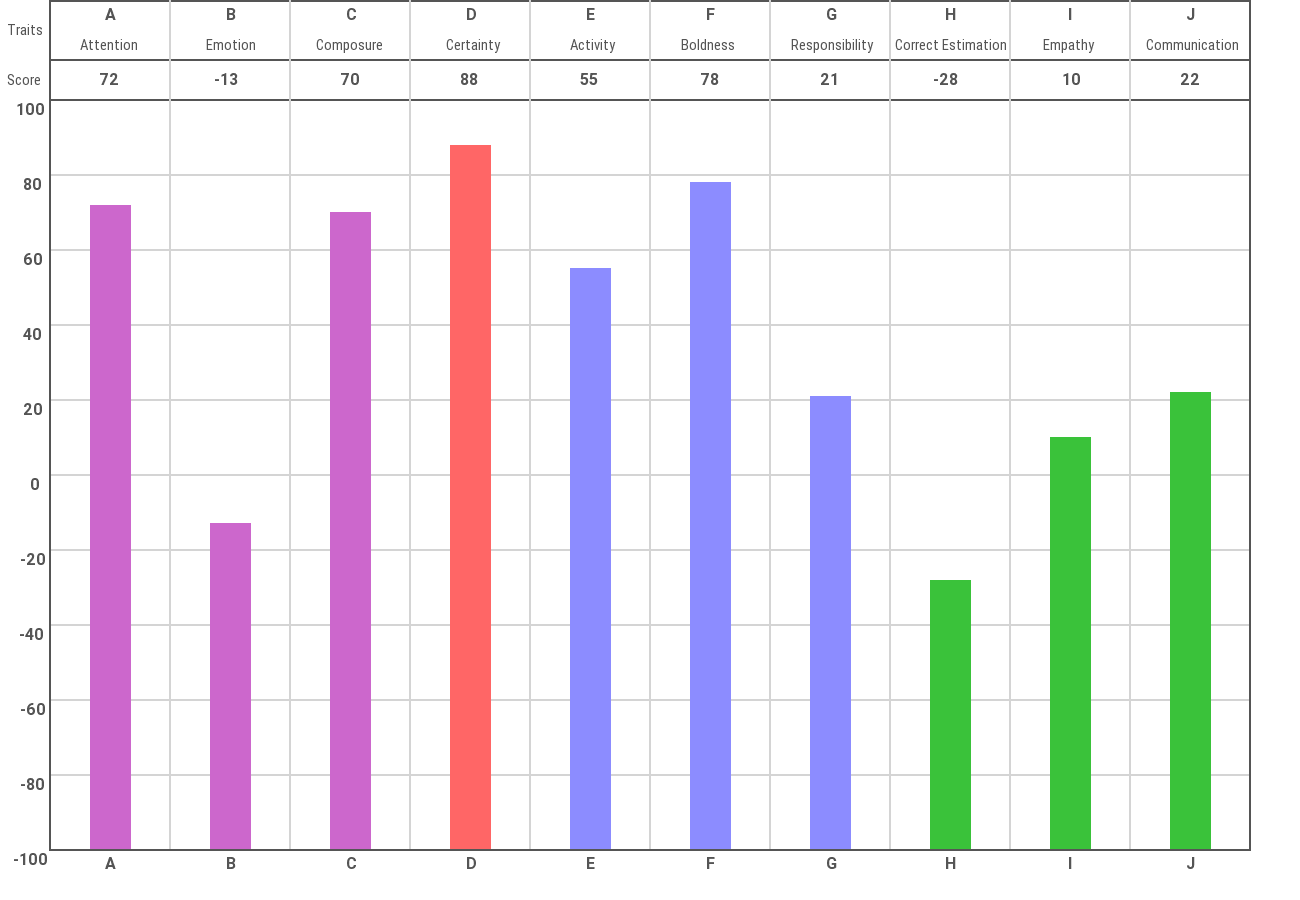 A B C D E F G H I J
Traits Attention Emotion Composure Certainty Activity Boldness Responsibility Correct Estimation Empathy Communication
Score 72 -13 70 88 55 78 21 -28 10 22
100
80
60
40
20
0
-20
-40
-60
-80
-100
A B C D E F G H I J